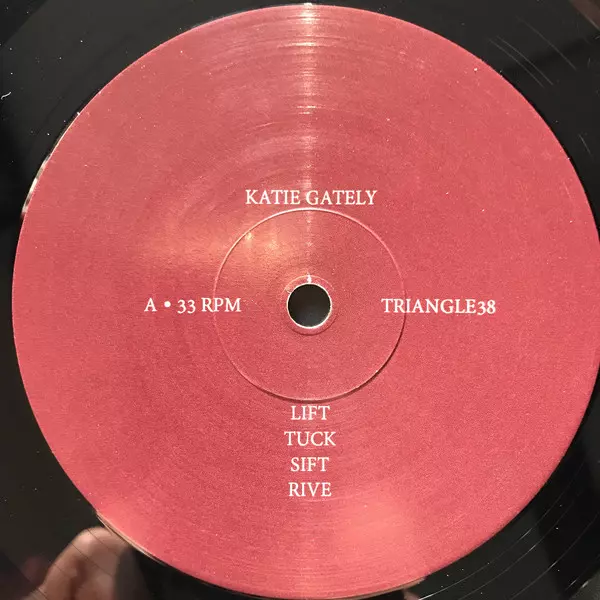 KATIE GATELY
A • 33 RPM TRIANGLE38
LIFT
TUCK
SIFT
RIVE